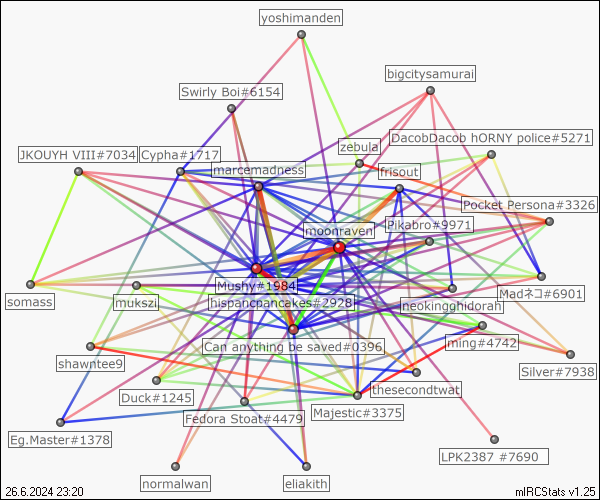 yoshimanden
bigcitysamurai
Swirly Boi#6154
DacobDacob hORNY police#5271
zebula
JKOUYH VIII#7034
Cypha#1717
marcemadness
frisout
Pocket Persona#3326
Pikabro#9971
moonraven
Mushy#1984
Madネコ#6901
somass
mukszi
hispanicpancakes#2928
neokinghidorah
Can anything be saved#0396
ming#4742
shawntee9
Silver#7938
Duck#1245
thesecondtwat
Fedora Stoat#4479
Majestic#3375
Eg.Master#1378
LPK2387 #7690
normalwan
eliakith
26.6.2024 23:20
mIRCStats v1.25